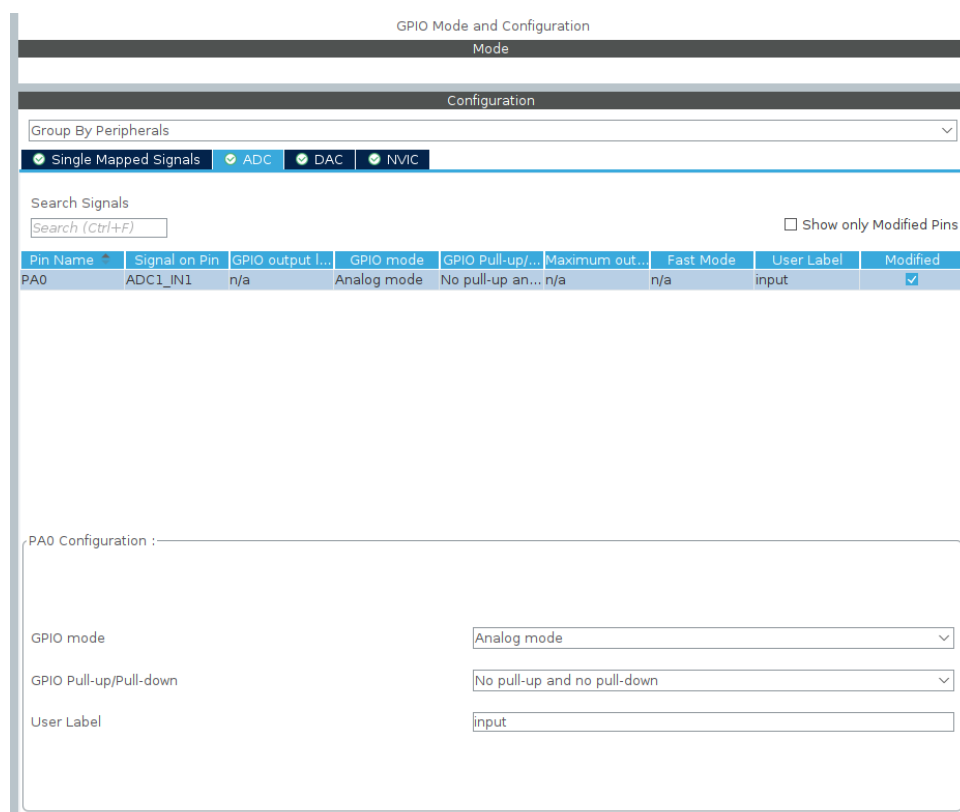 GPIO Mode and Configuration
Mode
Configuration
Group By Peripherals
Single Mapped Signals ADC DAC NVIC
Search Signals
Search (Ctrl+F) Show only Modified Pins
Pin Name Signal on Pin GPIO output l... GPIO mode GPIO Pull-up/... Maximum out... Fast Mode User Label Modified
PA0 ADC1_IN1 n/a Analog mode No pull-up an... n/a n/a input
PA0 Configuration :
GPIO mode Analog mode
GPIO Pull-up/Pull-down No pull-up and no pull-down
User Label input